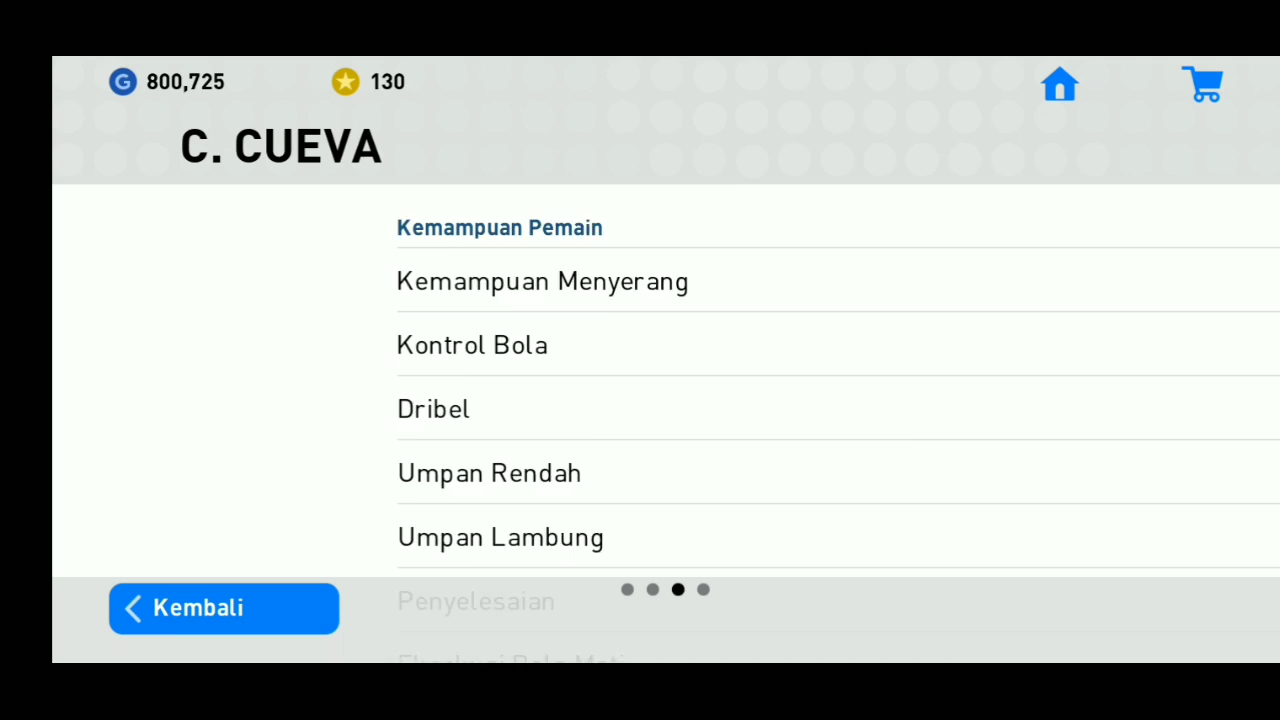 800,725 130
C. CUEVA
Kemampuan Pemain
Kemampuan Menyerang
Kontrol Bola
Dribel
Umpan Rendah
Umpan Lambung
Penyelesaian
Kembali